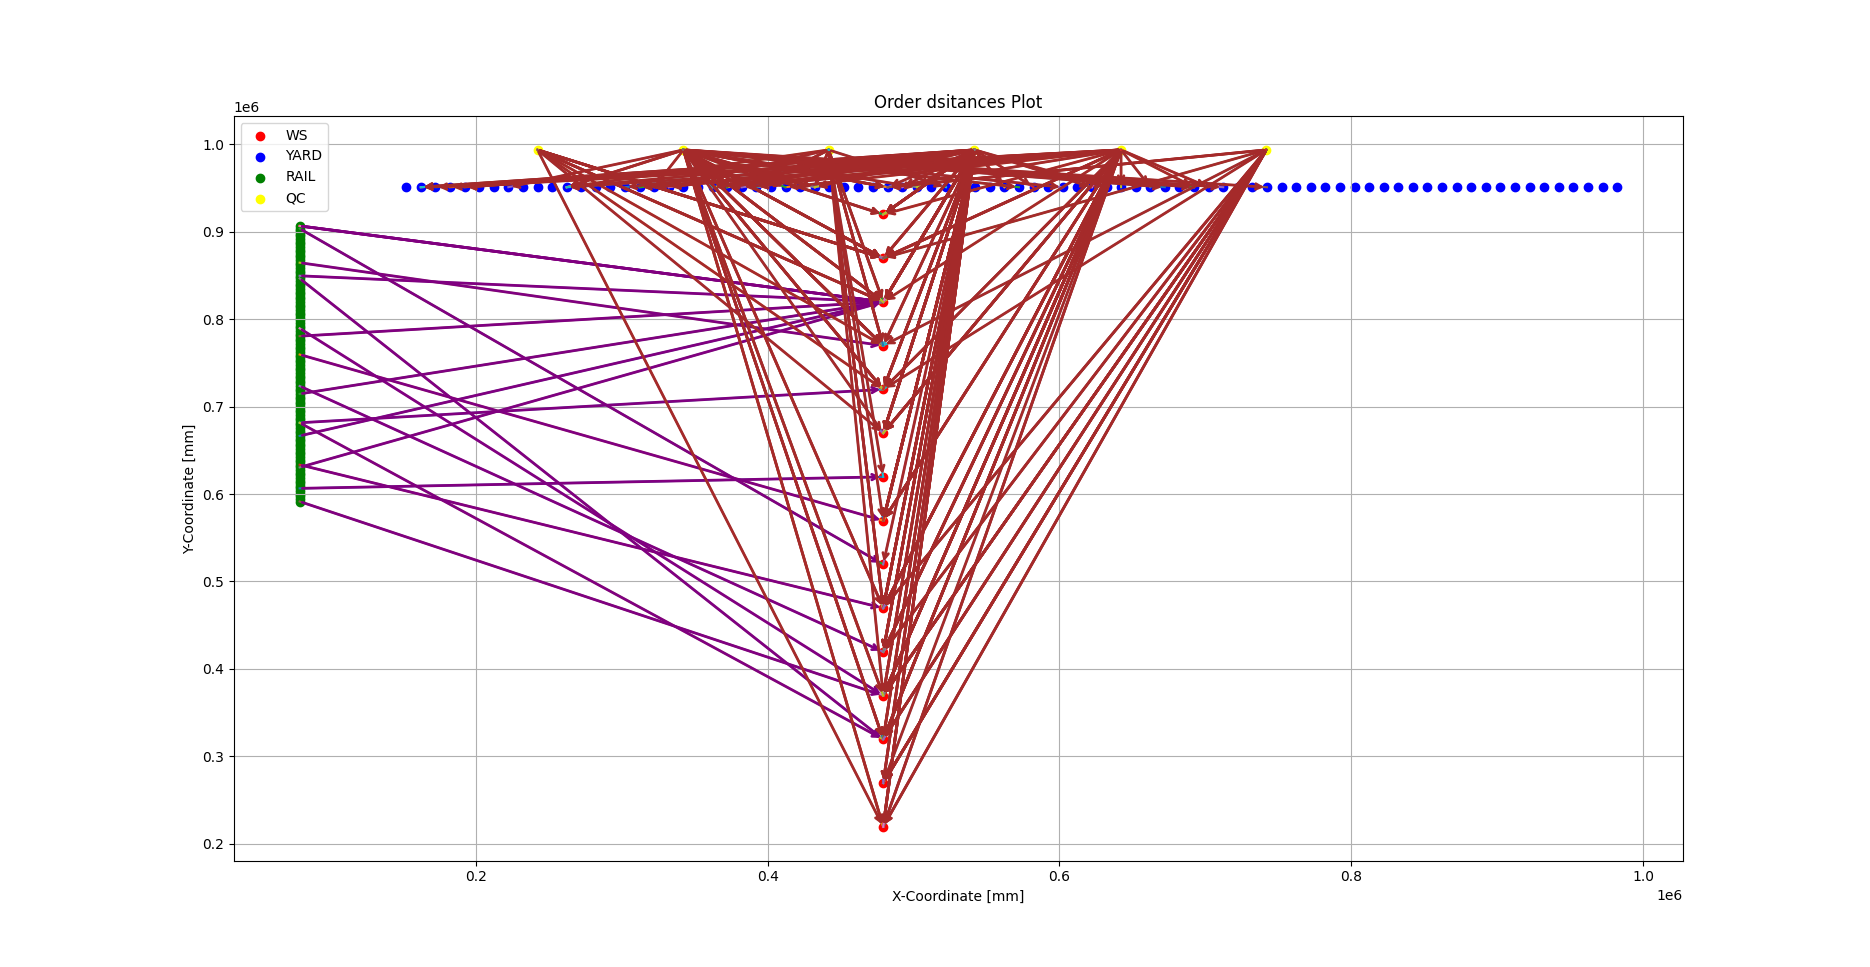 Order dsitances Plot
1e6
WS
YARD
RAIL
QC
1.0
0.9
0.8
0.7
0.6
0.5
0.4
0.3
0.2
Y-Coordinate [mm]
0.2 0.4 0.6 0.8 1.0
X-Coordinate [mm]
1e6